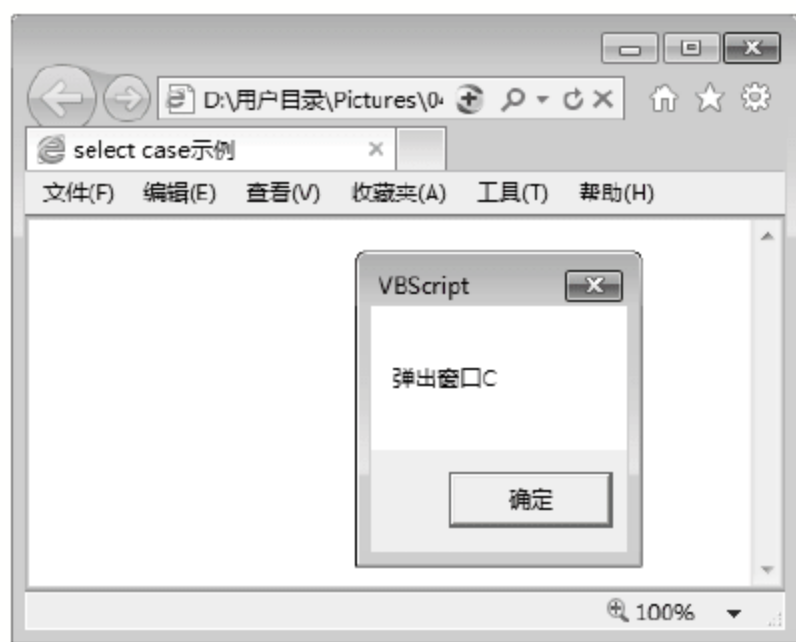 D:\用户目录\Pictures\04
select case示例
文件(F) 编辑(E) 查看(V) 收藏夹(A) 工具(T) 帮助(H)
VBScript
弹出窗口C
确定
100%